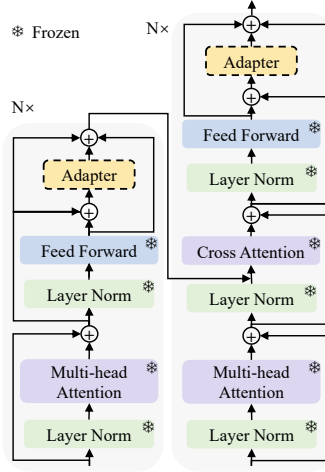 Frozen
N×
Adapter
Feed Forward
Layer Norm
Multi-head
Attention
Layer Norm
N×
Adapter
Feed Forward
Layer Norm
Cross Attention
Layer Norm
Multi-head
Attention
Layer Norm